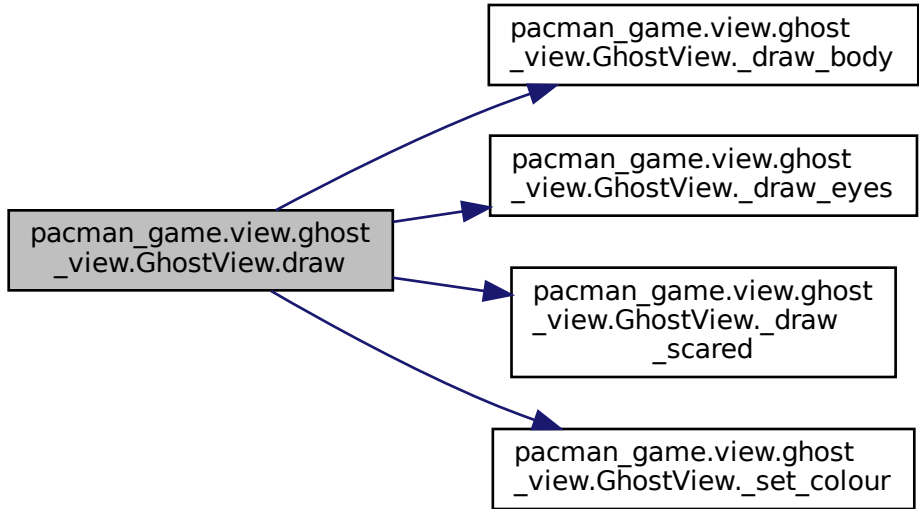 pacman_game.view.ghost
_view.GhostView.draw
pacman_game.view.ghost
_view.GhostView._draw_body
pacman_game.view.ghost
_view.GhostView._draw_eyes
pacman_game.view.ghost
_view.GhostView._draw
_scared
pacman_game.view.ghost
_view.GhostView._set_colour